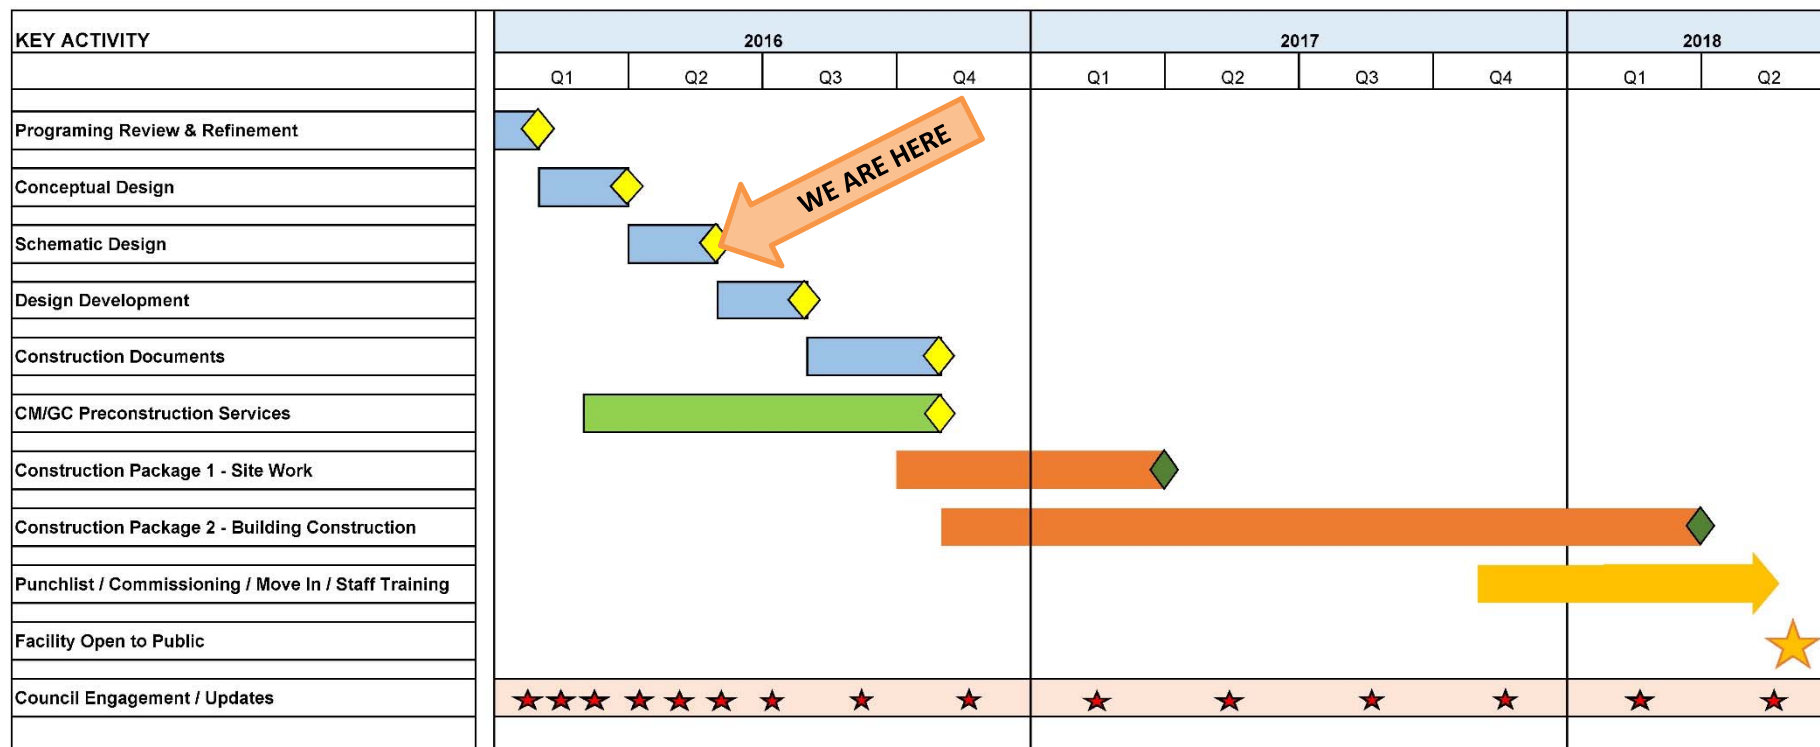 KEY ACTIVITY 2016 2017 2018
Q1 Q2 Q3 Q4 Q1 Q2 Q3 Q4 Q1 Q2
Programing Review & Refinement
WE ARE HERE
Conceptual Design
Schematic Design
Design Development
Construction Documents
CM/GC Preconstruction Services
Construction Package 1 - Site Work
Construction Package 2 - Building Construction
Punchlist / Commissioning / Move In / Staff Training
Facility Open to Public
Council Engagement / Updates